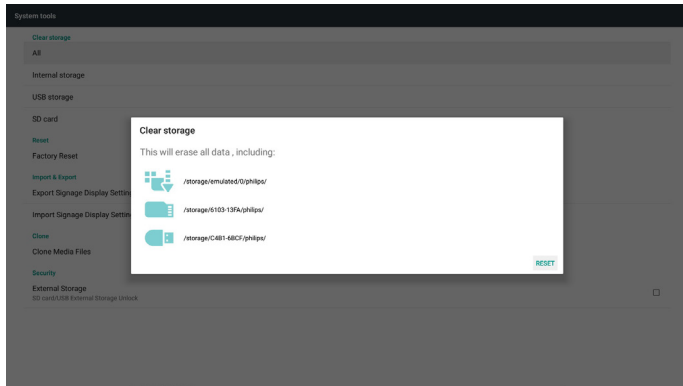 System tools
Clear storage
All
Internal storage
USB storage
SD card
Reset
Factory Reset
Import & Export
Export Signage Display Setting
Import Signage Display Settin
Clone
Clone Media Files
Security
External Storage
SD card/USB External Storage Unlock
Clear storage
This will erase all data , including:
/storage/emulated/0/philips/
/storage/6103-13FA/philips/
/storage/C4B1-68CF/philips/
RESET